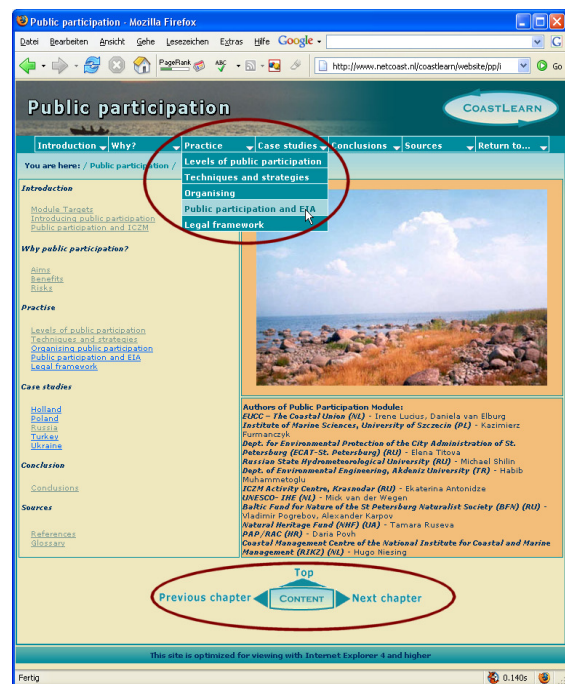 Public participation - Mozilla Firefox
Datei Bearbeiten Ansicht Gehe Lesezeichen Extras Hilfe Google
PageRank ABC http://www.netcoast.nl/coastlearn/website/pp/i Go
Public participation
COASTLEARN
Introduction Why? Practice Case studies Conclusions Sources Return to...
You are here: / Public participation /
Levels of public participation
Techniques and strategies
Organising
Public participation and EIA
Legal framework
Introduction
Module Targets
Introducing public participation
Public participation and ICZM
Why public participation?
Aims
Benefits
Risks
Practise
Levels of public participation
Techniques and strategies
Organising public participation
Public participation and EIA
Legal framework
Case studies
Holland
Poland
Russia
Turkey
Ukraine
Conclusion
Conclusions
Sources
References
Glossary
Authors of Public Participation Module:
EUCC - The Coastal Union (NL) - Irene Lucius, Daniela van Elburg
Institute of Marine Sciences, University of Szczecin (PL) - Kazimierz
Furmanczyk
Dept. for Environmental Protection of the City Administration of St.
Petersburg (ECAT-St. Petersburg) (RU) - Elena Titova
Russian State Hydrometeorological University (RU) - Michael Shilin
Dept. of Environmental Engineering, Akdeniz University (TR) - Habib
Muhammetoglu
ICZM Activity Centre, Krasnodar (RU) - Ekaterina Antonidze
UNESCO- IHE (NL) - Mick van der Wegen
Baltic Fund for Nature of the St Petersburg Naturalist Society (BFN) (RU) -
Vladimir Pogrebov, Alexander Karpov
Natural Heritage Fund (NHF) (UA) - Tamara Ruseva
PAP/RAC (HR) - Daria Povh
Coastal Management Centre of the National Institute for Coastal and Marine
Management (RIKZ) (NL) - Hugo Niesing
Top
Previous chapter CONTENT Next chapter
This site is optimized for viewing with Internet Explorer 4 and higher
Fertig 0.140s